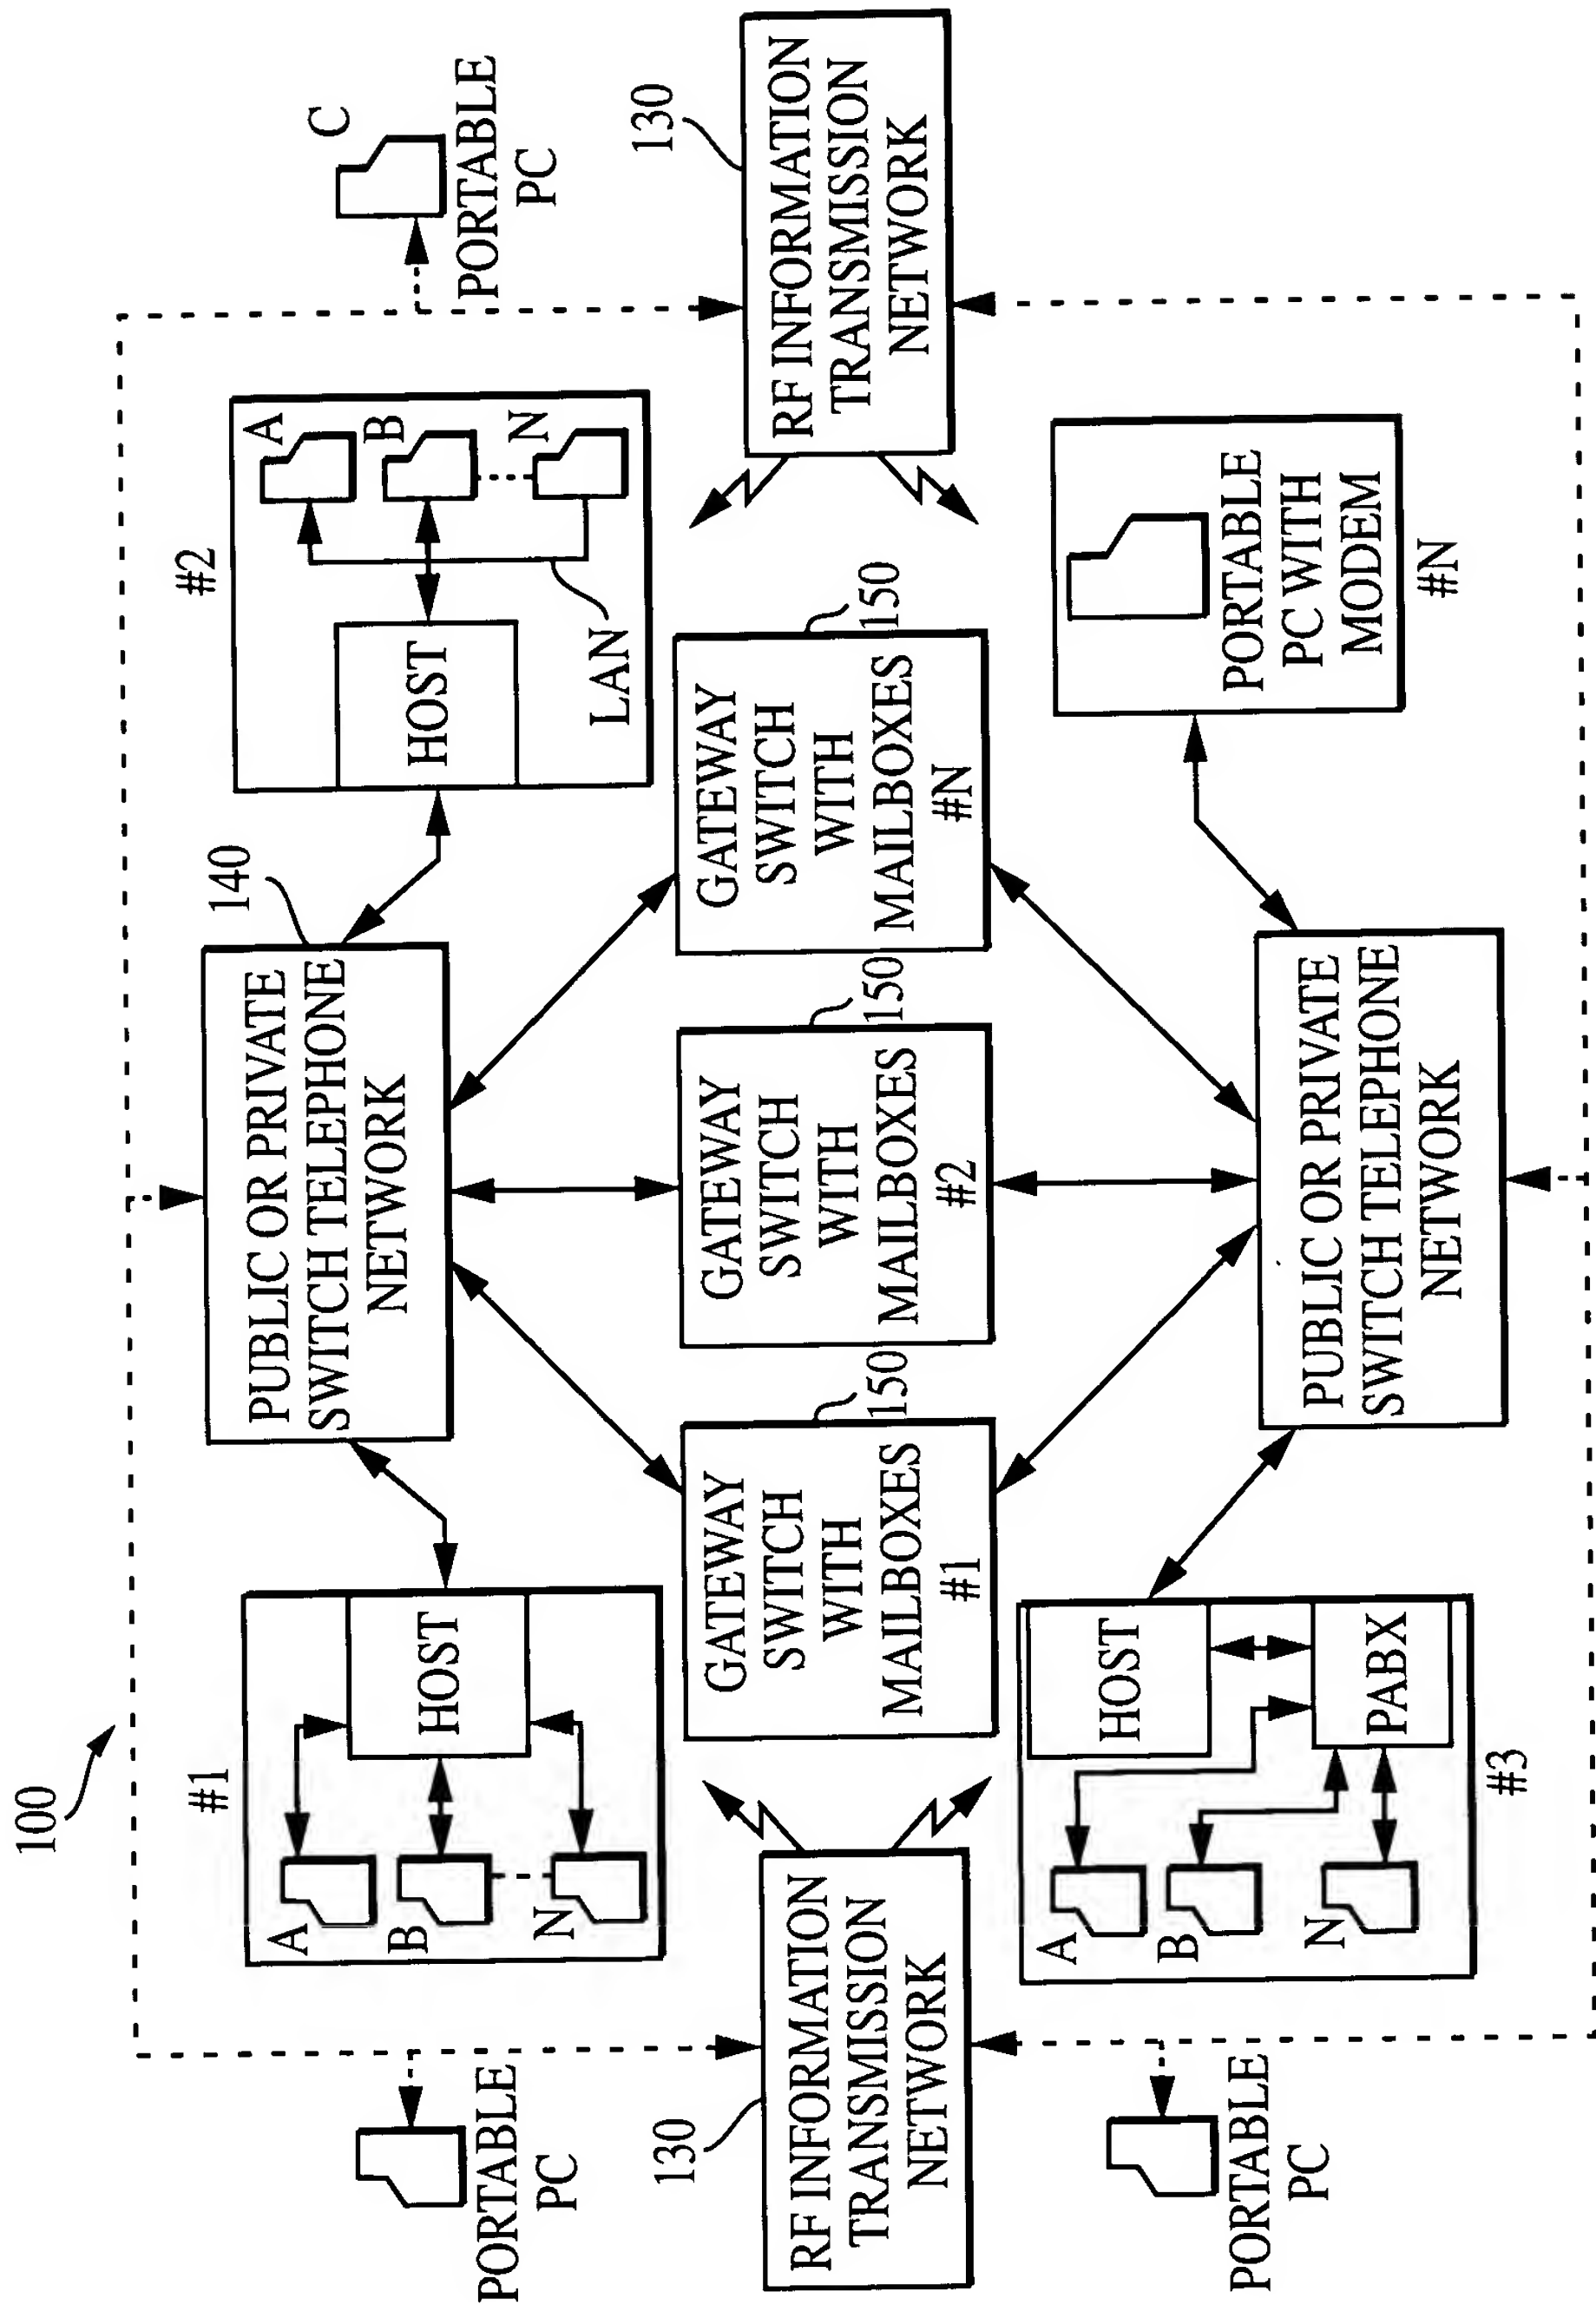 100
#1
A
B
N
HOST
PUBLIC OR PRIVATE
SWITCH TELEPHONE
NETWORK
140
#2
HOST
A
B
N
LAN
C
PORTABLE
PC
PORTABLE
PC
130
RF INFORMATION
TRANSMISSION
NETWORK
GATEWAY
SWITCH
WITH
MAILBOXES
#1
150
GATEWAY
SWITCH
WITH
MAILBOXES
#2
150
GATEWAY
SWITCH
WITH
MAILBOXES
#N
150
130
RF INFORMATION
TRANSMISSION
NETWORK
PORTABLE
PC
A
B
N
HOST
PABX
#3
PUBLIC OR PRIVATE
SWITCH TELEPHONE
NETWORK
PORTABLE
PC WITH
MODEM
#N